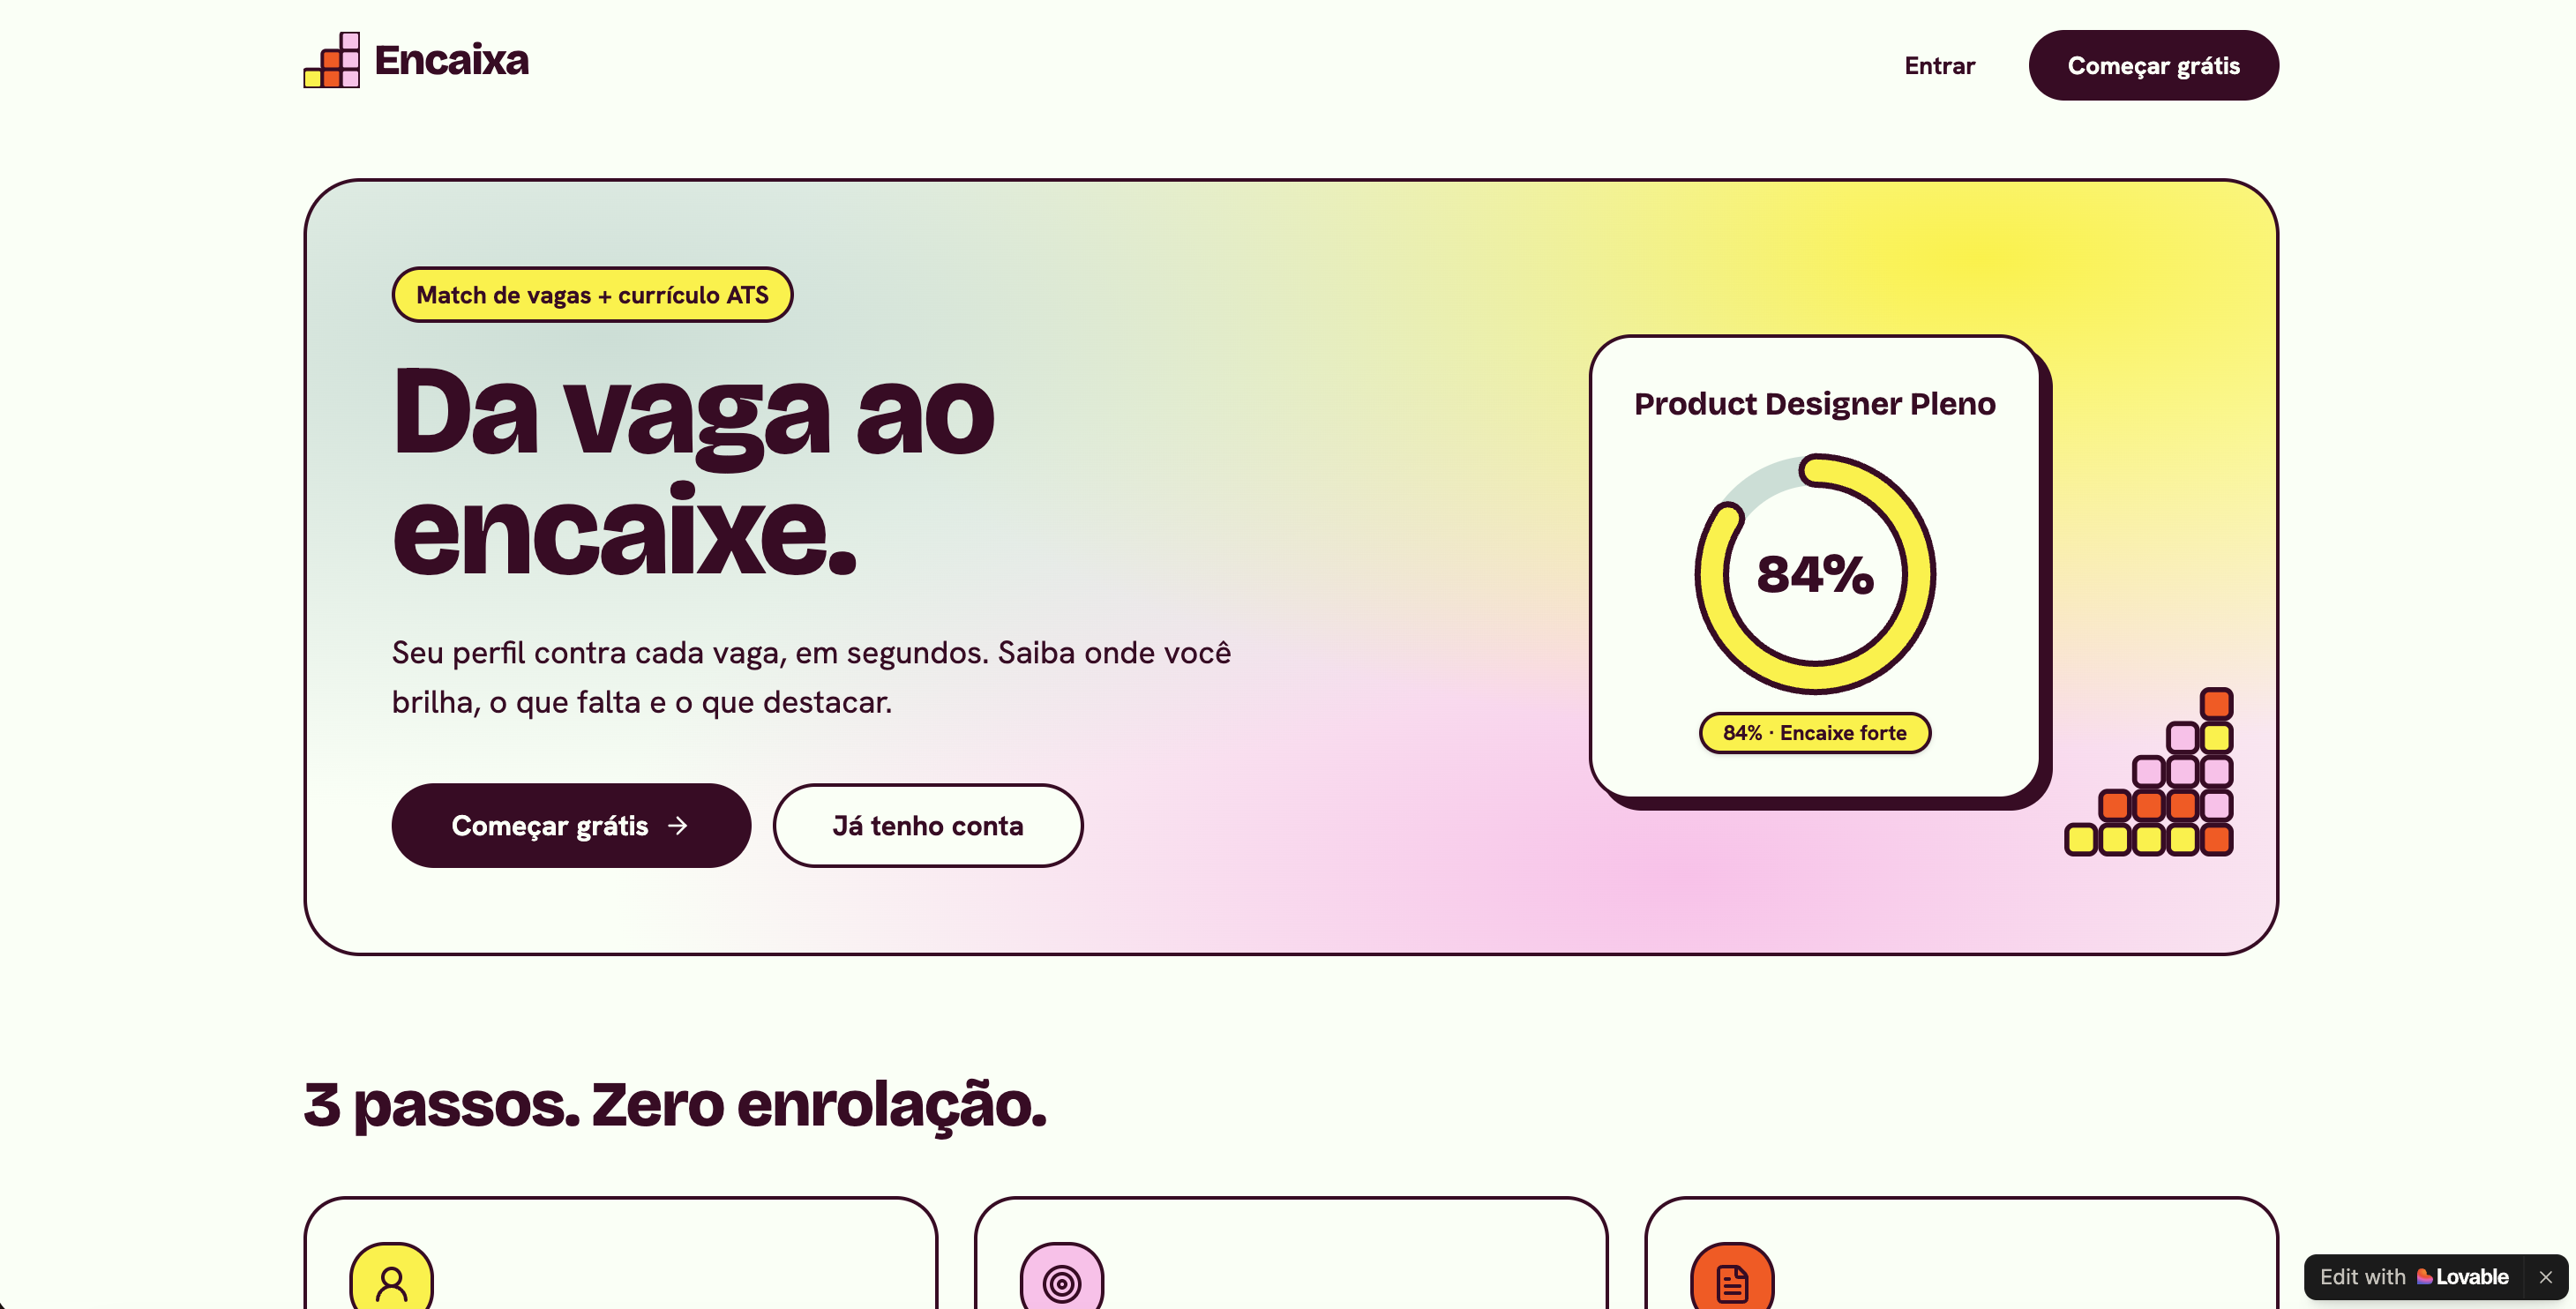 Encaixa
Entrar
Começar grátis
Match de vagas + currículo ATS
Da vaga ao
encaixe.
Seu perfil contra cada vaga, em segundos. Saiba onde você
brilha, o que falta e o que destacar.
Começar grátis
Já tenho conta
Product Designer Pleno
84%
84% · Encaixe forte
3 passos. Zero enrolação.
Edit with Lovable